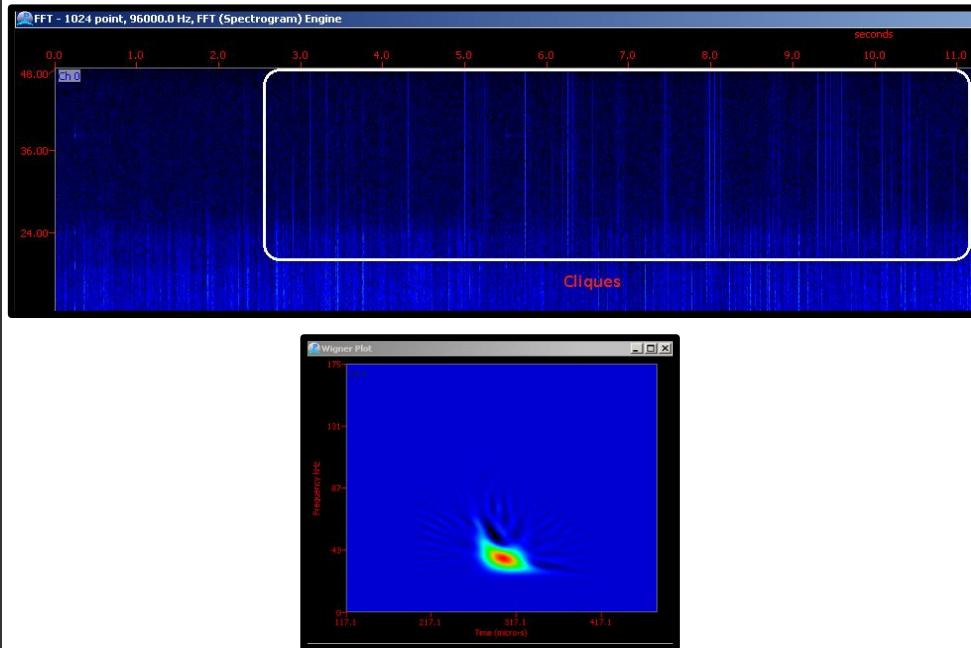 FFT - 1024 point, 96000.0 Hz, FFT (Spectrogram) Engine
seconds
0.0 1.0 2.0 3.0 4.0 5.0 6.0 7.0 8.0 9.0 10.0 11.0
48.00
Ch 0
36.00
24.00
Cliques
Wigner Plot
175
131
87
43
0
Frequency kHz
117.1 217.1 317.1 417.1
Time (micro-s)